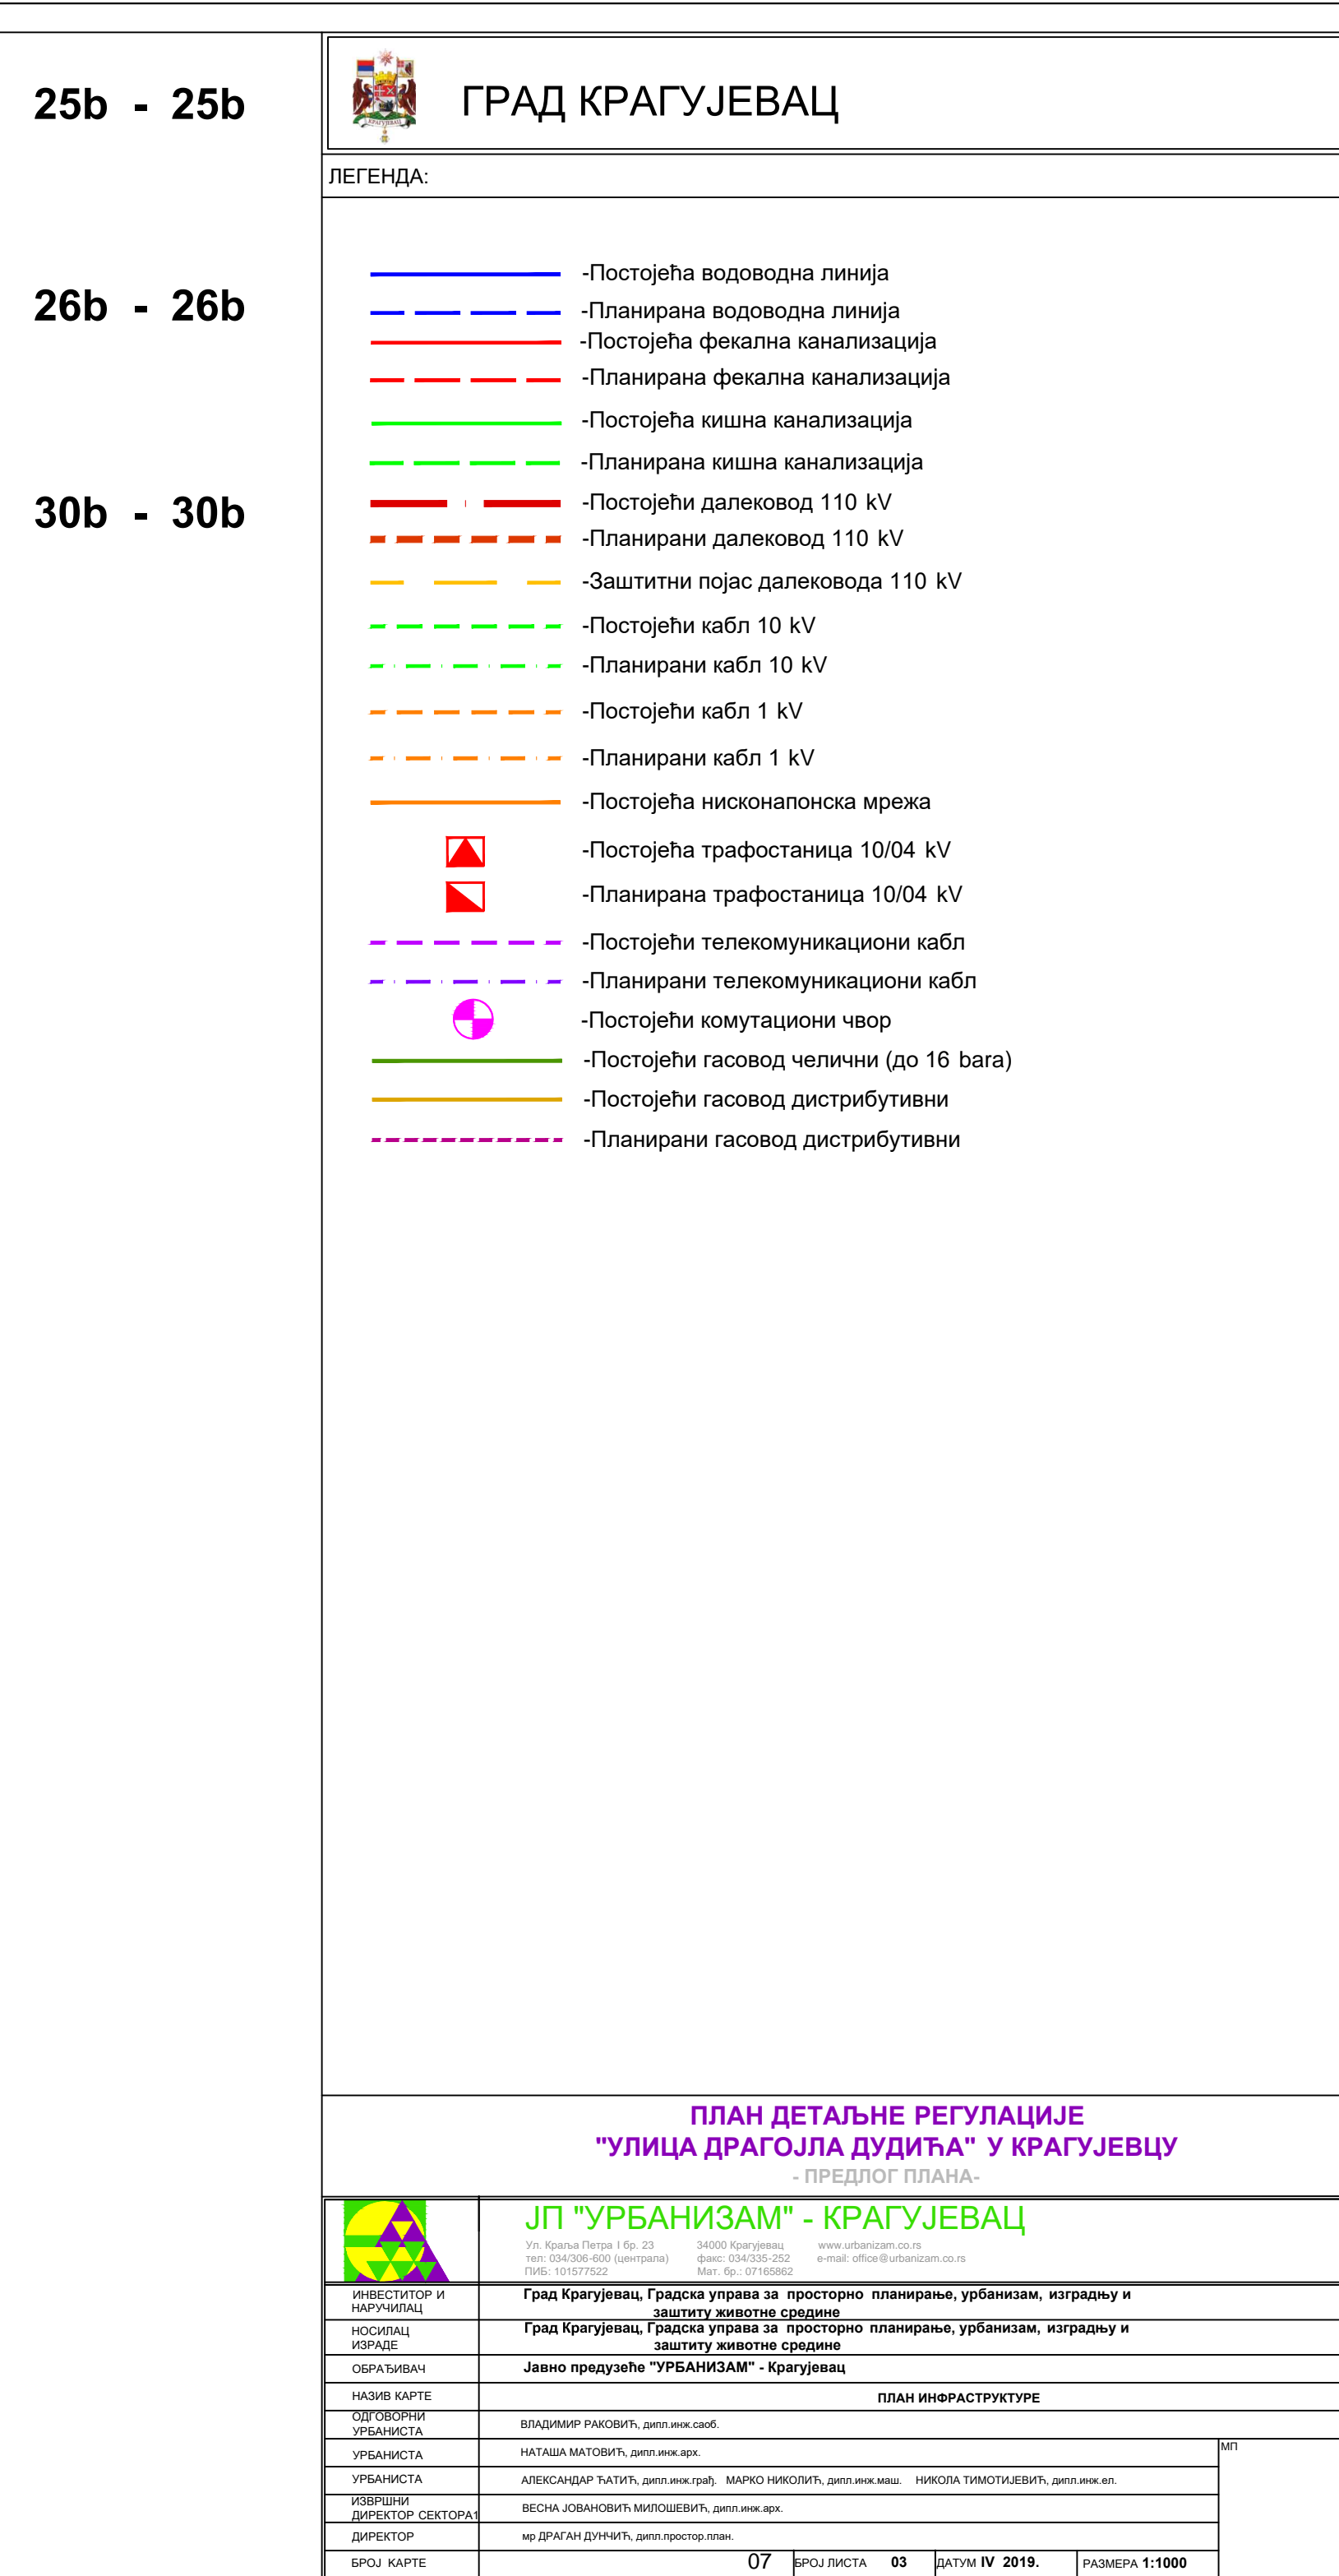 25b - 25b
26b - 26b
30b - 30b
КРАГУЈЕВАЦ
ГРАД КРАГУЈЕВАЦ
ЛЕГЕНДА:
-Постојећа водоводна линија
-Планирана водоводна линија
-Постојећа фекална канализација
-Планирана фекална канализација
-Постојећа кишна канализација
-Планирана кишна канализација
-Постојећи далековод 110 kV
-Планирани далековод 110 kV
-Заштитни појас далековода 110 kV
-Постојећи кабл 10 kV
-Планирани кабл 10 kV
-Постојећи кабл 1 kV
-Планирани кабл 1 kV
-Постојећа нисконапонска мрежа
-Постојећа трафостаница 10/04 kV
-Планирана трафостаница 10/04 kV
-Постојећи телекомуникациони кабл
-Планирани телекомуникациони кабл
-Постојећи комутациони чвор
-Постојећи гасовод челични (до 16 bara)
-Постојећи гасовод дистрибутивни
-Планирани гасовод дистрибутивни
ПЛАН ДЕТАЉНЕ РЕГУЛАЦИЈЕ
"УЛИЦА ДРАГОЈЛА ДУДИЋА" У КРАГУЈЕВЦУ
- ПРЕДЛОГ ПЛАНА-
ЈП "УРБАНИЗАМ" - КРАГУЈЕВАЦ
Ул. Краља Петра I бр. 23 34000 Крагујевац www.urbanizam.co.rs
тел: 034/306-600 (централа) факс: 034/335-252 e-mail: office@urbanizam.co.rs
ПИБ: 101577522 Мат. бр.: 07165862
ИНВЕСТИТОР И
НАРУЧИЛАЦ
Град Крагујевац, Градска управа за просторно планирање, урбанизам, изградњу и
заштиту животне средине
НОСИЛАЦ
ИЗРАДЕ
Град Крагујевац, Градска управа за просторно планирање, урбанизам, изградњу и
заштиту животне средине
ОБРАЂИВАЧ Јавно предузеће "УРБАНИЗАМ" - Крагујевац
НАЗИВ КАРТЕ ПЛАН ИНФРАСТРУКТУРЕ
ОДГОВОРНИ
УРБАНИСТА
ВЛАДИМИР РАКОВИЋ, дипл.инж.саоб.
УРБАНИСТА НАТАША МАТОВИЋ, дипл.инж.арх. МП
УРБАНИСТА АЛЕКСАНДАР ЋАТИЋ, дипл.инж.грађ. МАРКО НИКОЛИЋ, дипл.инж.маш. НИКОЛА ТИМОТИЈЕВИЋ, дипл.инж.ел.
ИЗВРШНИ
ДИРЕКТОР СЕКТОРА1
ВЕСНА ЈОВАНОВИЋ МИЛОШЕВИЋ, дипл.инж.арх.
ДИРЕКТОР мр ДРАГАН ДУНЧИЋ, дипл.простор.план.
БРОЈ КАРТЕ 07 БРОЈ ЛИСТА 03 ДАТУМ IV 2019. РАЗМЕРА 1:1000